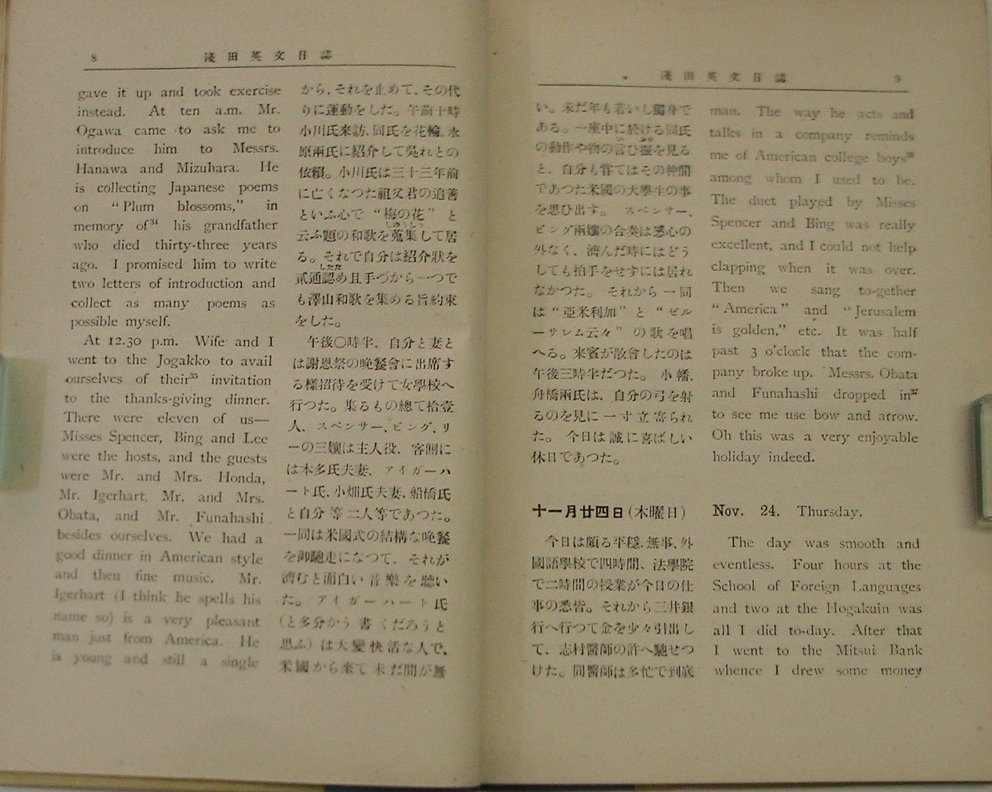 8
淺田英文日誌
gave it up and took exercise
instead. At ten a.m. Mr.
Ogawa came to ask me to
introduce him to Messrs.
Hanawa and Mizuhara. He
is collecting Japanese poems
on “Plum blossoms,” in
memory of³⁴ his grandfather
who died thirty-three years
ago. I promised him to write
two letters of introduction and
collect as many poems as
possible myself.
At 12.30 p.m. Wife and I
went to the Jogakko to avail
ourselves of their³⁵ invitation
to the thanks-giving dinner.
There were eleven of us—
Misses Spencer, Bing and Lee
were the hosts, and the guests
were Mr. and Mrs. Honda,
Mr. Igerhart, Mr. and Mrs.
Obata, and Mr. Funahashi
besides ourselves. We had a
good dinner in American style
and then fine music. Mr.
Igerhart (I think he spells his
name so) is a very pleasant
man just from America. He
is young and still a single
から、それを止めて、その代
りに運動をしだ。午前十時
小川氏來訪、同氏を花輪、水
原兩氏に紹介して吳れとの
依賴。小川氏は三十三年前
に亡くなつた祖父君の追善
といふ心で “梅の花” と
云ふ題の和歌を蒐集して居
る。それで自分は紹介狀を
貳通認め且手づから一つで
も澤山和歌を集める旨約束
をした。
午後〇時半、自分と妻と
は謝恩祭の晚餐會に出席す
る樣招待を受けて女學校へ
行つた。集るもの總て拾壹
人、スペンサー、ビング、リ
ーの三孃は主人役、客側に
は本多氏夫妻、アイガーハ
ート氏、小畑氏夫妻、船橋氏
と自分等二人等であつた。
一同は米國式の結構な晚餐
を御馳走になつて、それが
濟むと面白い音樂を聽い
た。アイガーハート氏
(と多分かう書くだらうと
思ふ)は大變快活な人で、
米國から來て未だ間が無
淺田英文日誌
9
い。未だ年も若いし獨身で
ある。一座中に於ける同氏
の動作や物の言ひ振を見る
と、自分も嘗てはその仲間
であつた米國の大學生の事
を思ひ出す。スペンサー、
ビング兩孃の合奏は感心の
外なく、濟んだ時にはどう
しても拍手をせずには居れ
なかつた。それから一同
は “亞米利加” と “ゼル
ーサレム云々” の歌を唱
へる。來賓が散會したのは
午後三時半だつた。小幡、
舟橋兩氏は、自分の弓を射
るのを見に一寸立寄られ
た。今日は誠に喜ばしい
休日であつた。
man. The way he acts and
talks in a company reminds
me of American college boys³⁶
among whom I used to be.
The duet played by Misses
Spencer and Bing was really
excellent, and I could not help
clapping when it was over.
Then we sang to-gether
“America” and “Jerusalem
is golden,” etc. It was half
past 3 o'clock that the com-
pany broke up. Messrs. Obata
and Funahashi dropped in³⁷
to see me use bow and arrow.
Oh this was a very enjoyable
holiday indeed.
十一月廿四日(木曜日)
今日は頗る平穩、無事、外
國語學校で四時間、法學院
で二時間の授業が今日の仕
事の悉皆。それから三井銀
行へ行つて金を少々引出し
て、志村醫師の許へ馳せつ
けた。同醫師は多忙で到底
Nov. 24. Thursday.
The day was smooth and
eventless. Four hours at the
School of Foreign Languages
and two at the Hogakuin was
all I did to-day. After that
I went to the Mitsui Bank
whence I drew some money